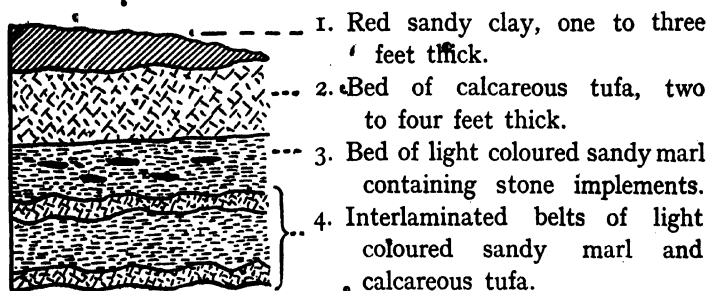 1. Red sandy clay, one to three
feet thick.
2. Bed of calcareous tufa, two
to four feet thick.
3. Bed of light coloured sandy marl
containing stone implements.
4. Interlaminated belts of light
coloured sandy marl and
calcareous tufa.